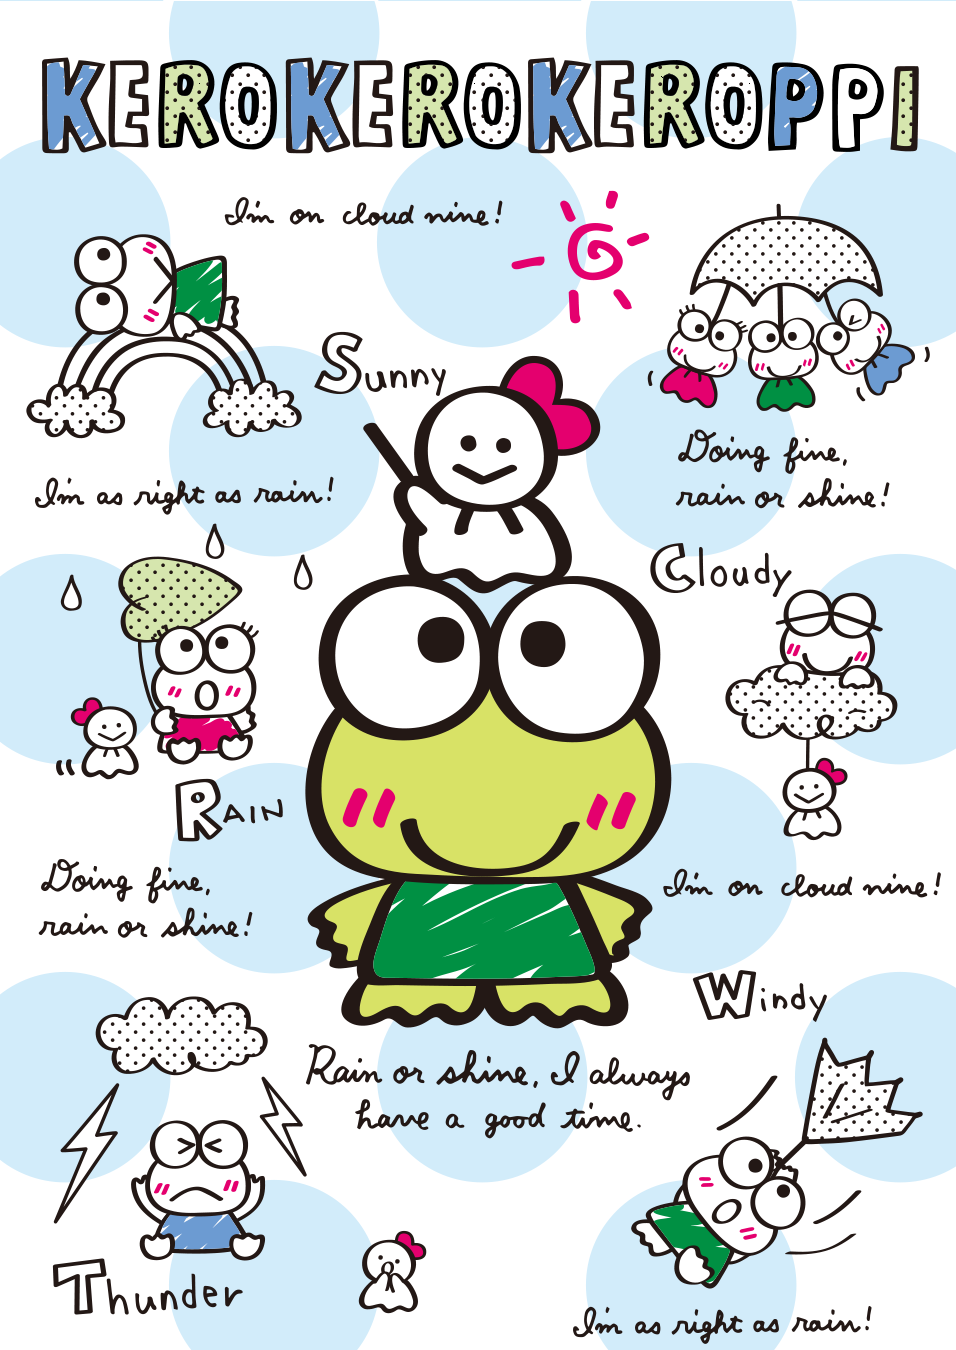 KEROKEROKEROPPI
I'm on cloud nine!
Sunny
Doing fine,
rain or shine!
I'm as right as rain!
Cloudy
RAIN
Doing fine,
rain or shine!
I'm on cloud nine!
Windy
Rain or shine, I always
have a good time.
Thunder
I'm as right as rain!